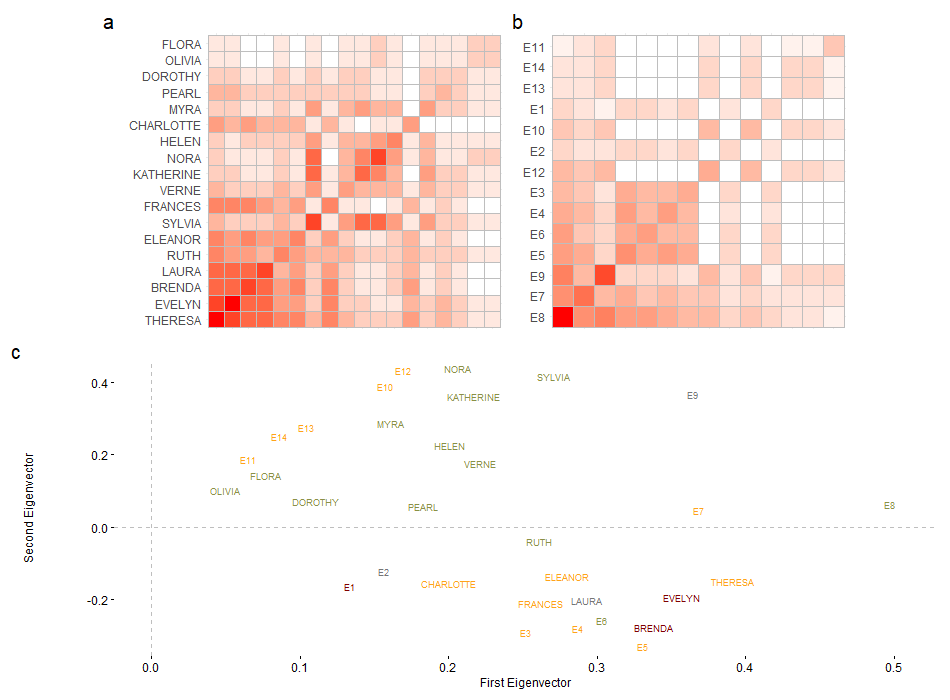 a
FLORA
OLIVIA
DOROTHY
PEARL
MYRA
CHARLOTTE
HELEN
NORA
KATHERINE
VERNE
FRANCES
SYLVIA
ELEANOR
RUTH
LAURA
BRENDA
EVELYN
THERESA
b
E11
E14
E13
E1
E10
E2
E12
E3
E4
E6
E5
E9
E7
E8
c
Second Eigenvector
0.4
0.2
0.0
-0.2
E12
NORA
SYLVIA
E10
KATHERINE
E9
E13
MYRA
E14
HELEN
E11
VERNE
FLORA
OLIVIA
DOROTHY
PEARL
E7
E8
RUTH
E2
E1
CHARLOTTE
ELEANOR
THERESA
FRANCES
LAURA
EVELYN
E6
E3
E4
BRENDA
E5
0.0 0.1 0.2 0.3 0.4 0.5
First Eigenvector